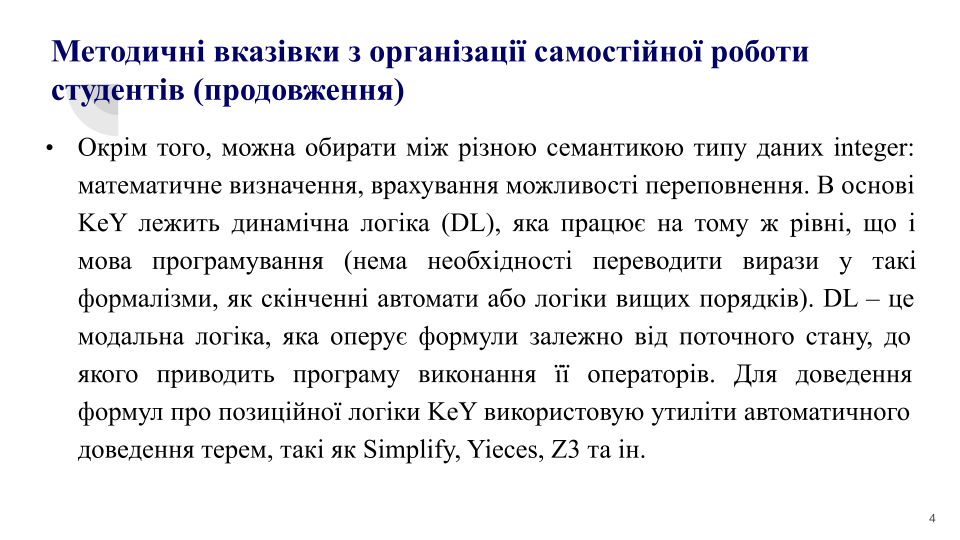 Методичні вказівки з організації самостійної роботи
студентів (продовження)
• Окрім того, можна обирати між різною семантикою типу даних integer:
математичне визначення, врахування можливості переповнення. В основі
KeY лежить динамічна логіка (DL), яка працює на тому ж рівні, що і
мова програмування (нема необхідності переводити вирази у такі
формалізми, як скінченні автомати або логіки вищих порядків). DL – це
модальна логіка, яка оперує формули залежно від поточного стану, до
якого приводить програму виконання її операторів. Для доведення
формул про позиційної логіки KeY використовую утиліти автоматичного
доведення терем, такі як Simplify, Yieces, Z3 та ін.
4